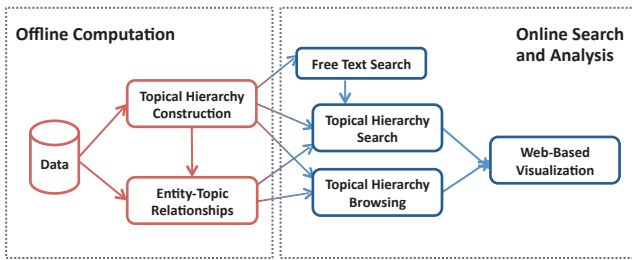 Offline Computation
Online Search
and Analysis
Free Text Search
Topical Hierarchy
Construction
Topical Hierarchy
Search
Data
Web-Based
Visualization
Entity-Topic
Relationships
Topical Hierarchy
Browsing